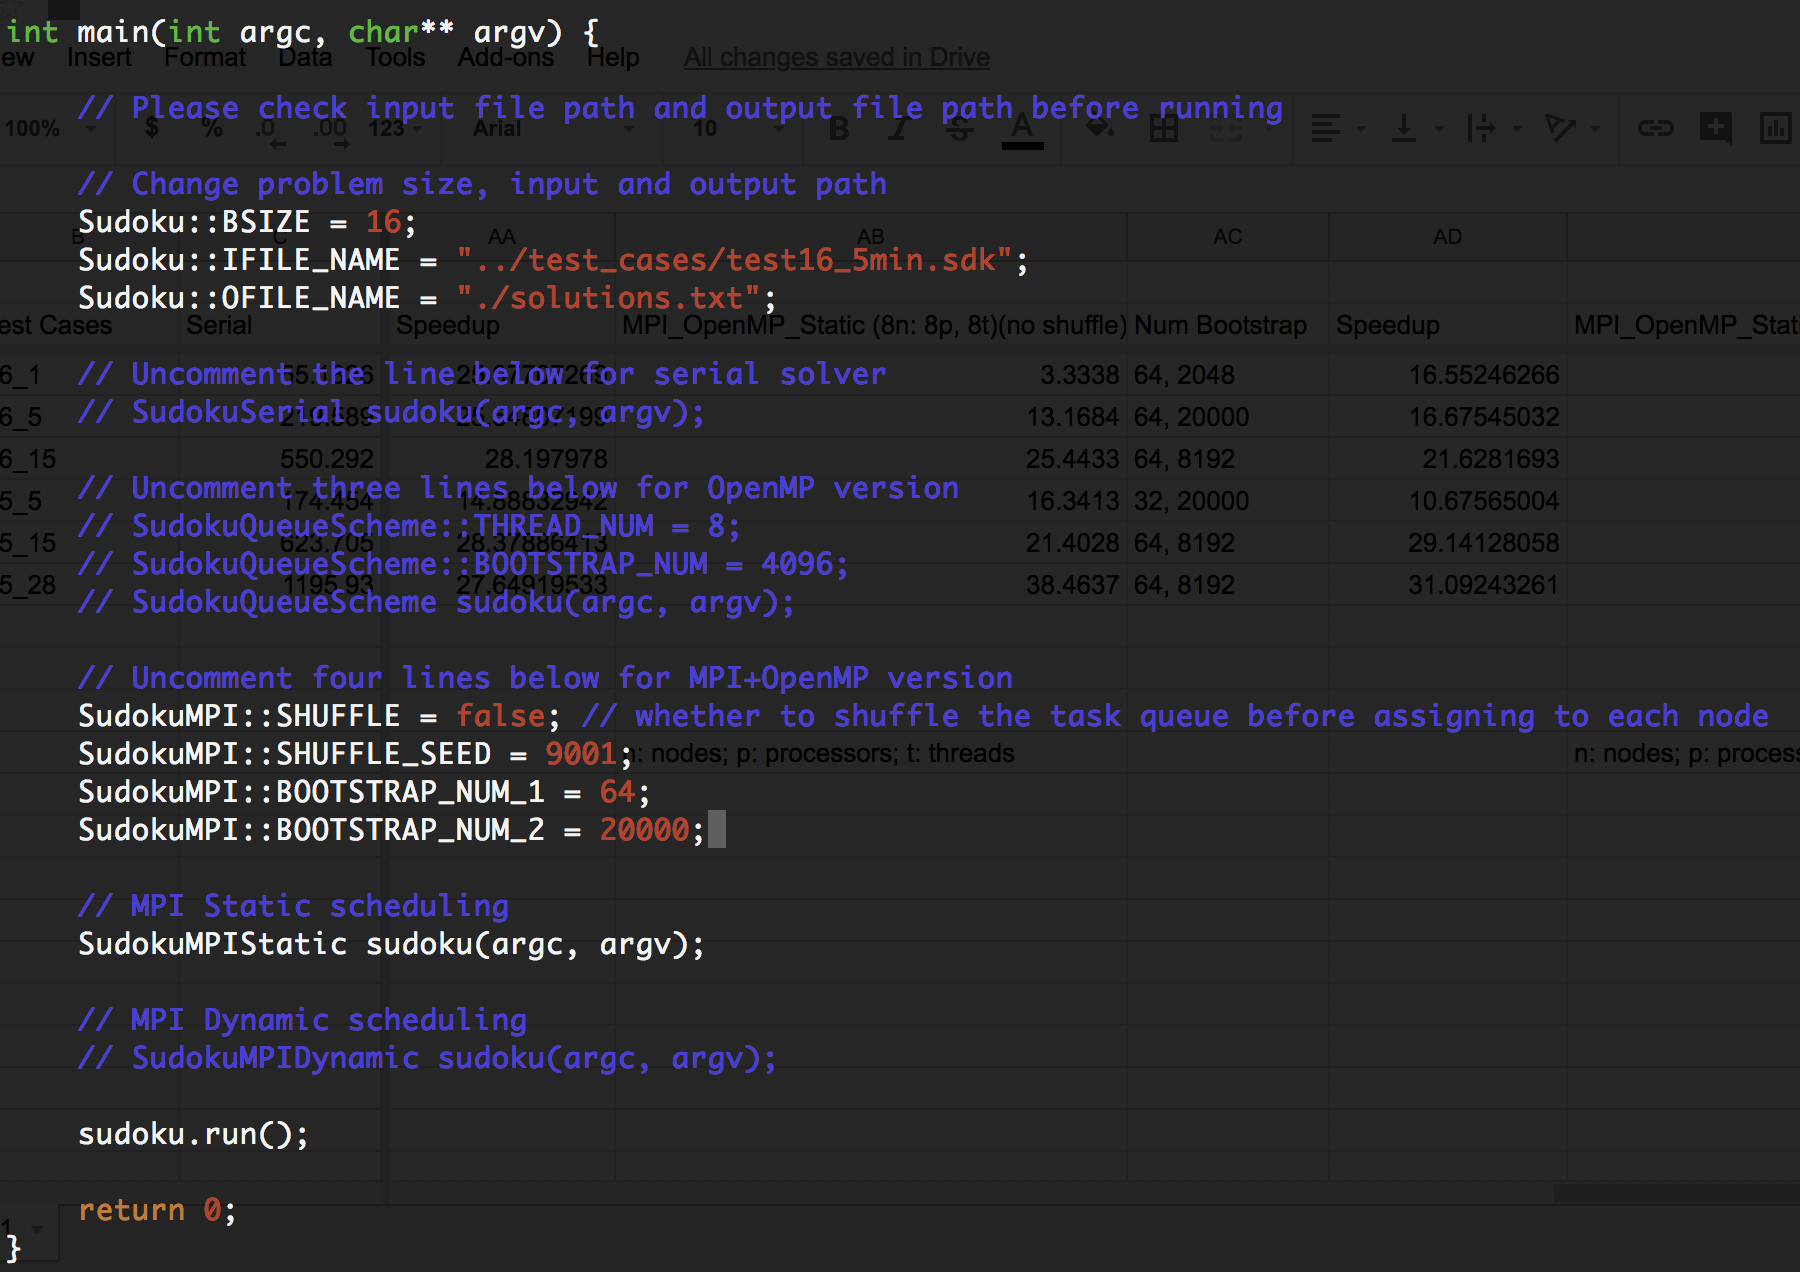 int main(int argc, char** argv) {
ew Insert Format Data Tools Add-ons Help All changes saved in Drive
// Please check input file path and output file path before running
100% $ % .0 .00 123 Arial 10 B I S A
// Change problem size, input and output path
Sudoku::BSIZE = 16;
B C AA AB AC AD
Sudoku::IFILE_NAME = "../test_cases/test16_5min.sdk";
Sudoku::OFILE_NAME = "./solutions.txt";
est Cases Serial Speedup MPI_OpenMP_Static (8n: 8p, 8t)(no shuffle) Num Bootstrap Speedup MPI_OpenMP_Stat
// Uncomment the line below for serial solver
6_1 3.3338 64, 2048 16.55246266
// SudokuSerial sudoku(argc, argv);
6_5 13.1684 64, 20000 16.67545032
6_15 550.292 28.197978 25.4433 64, 8192 21.6281693
// Uncomment three lines below for OpenMP version
5_5 174.454 14.88832942 16.3413 32, 20000 10.67565004
// SudokuQueueScheme::THREAD_NUM = 8;
5_15 623.705 28.37886413 21.4028 64, 8192 29.14128058
// SudokuQueueScheme::BOOTSTRAP_NUM = 4096;
5_28 1195.93 27.64919533 38.4637 64, 8192 31.09243261
// SudokuQueueScheme sudoku(argc, argv);
// Uncomment four lines below for MPI+OpenMP version
SudokuMPI::SHUFFLE = false; // whether to shuffle the task queue before assigning to each node
SudokuMPI::SHUFFLE_SEED = 9001;
n: nodes; p: processors; t: threads n: nodes; p: process
SudokuMPI::BOOTSTRAP_NUM_1 = 64;
SudokuMPI::BOOTSTRAP_NUM_2 = 20000;
// MPI Static scheduling
SudokuMPIStatic sudoku(argc, argv);
// MPI Dynamic scheduling
// SudokuMPIDynamic sudoku(argc, argv);
sudoku.run();
return 0;
1
}